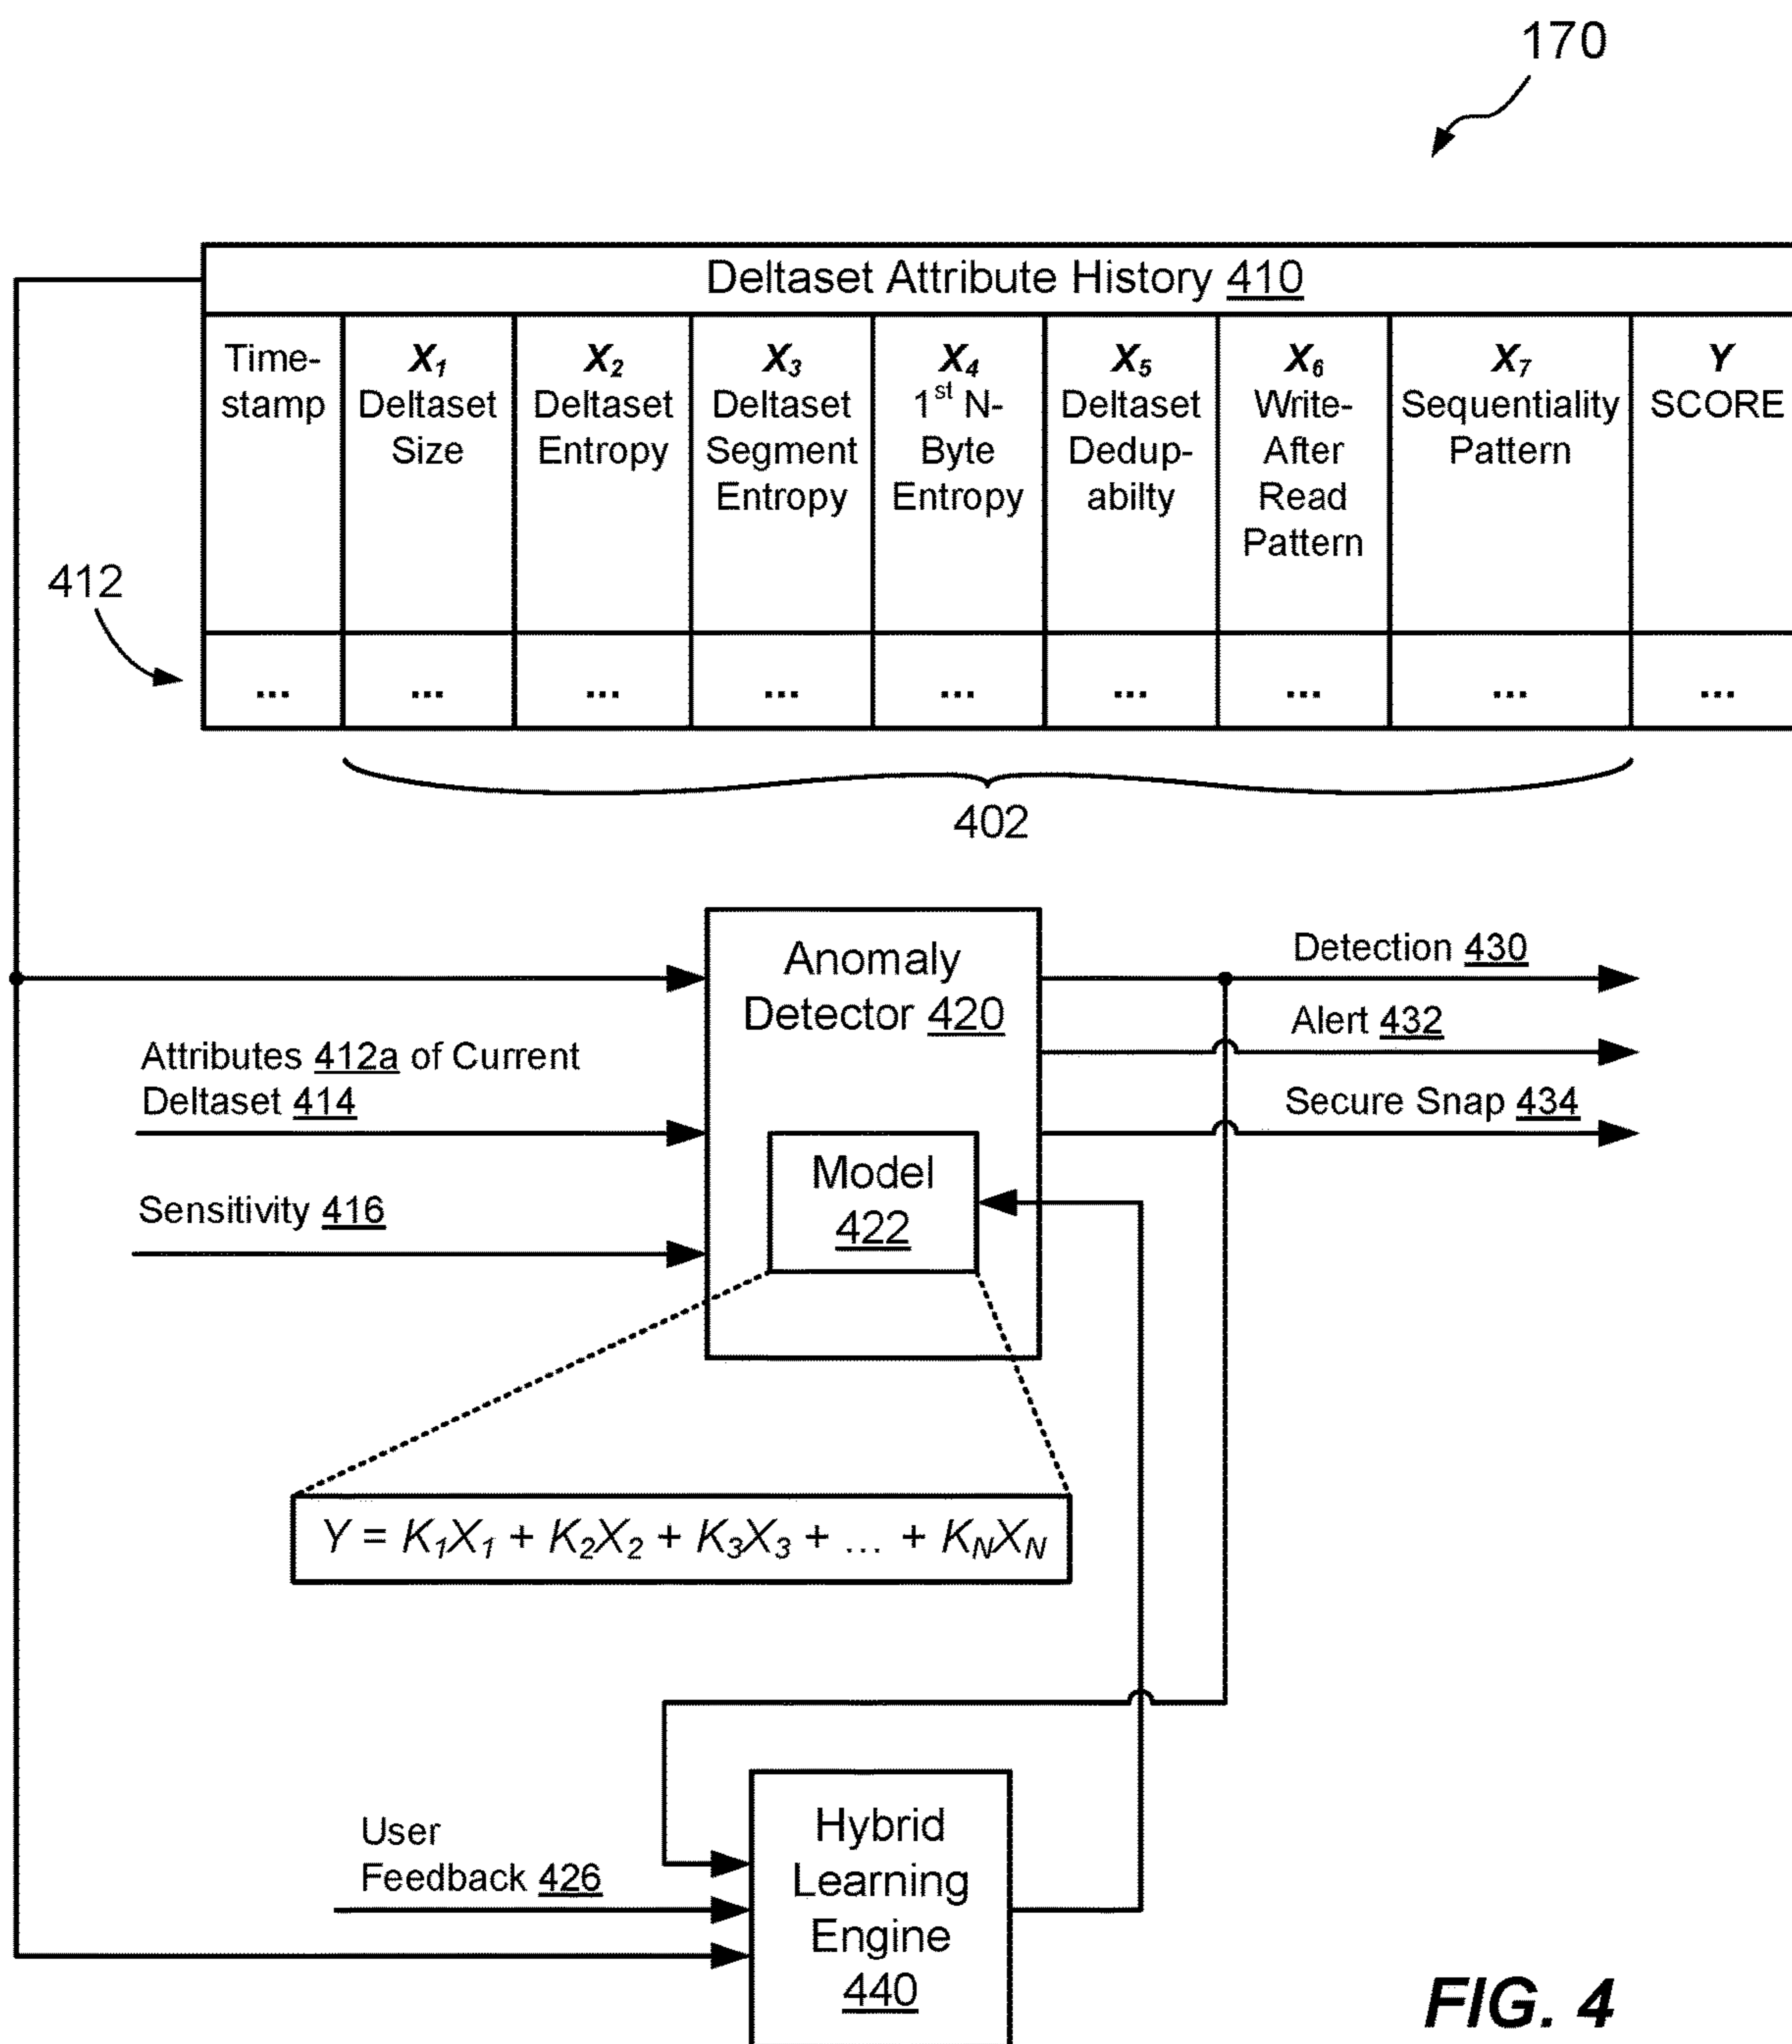 170
Deltaset Attribute History 410
Time-
stamp
X1
Deltaset
Size
X2
Deltaset
Entropy
X3
Deltaset
Segment
Entropy
X4
1st N-
Byte
Entropy
X5
Deltaset
Dedup-
abilty
X6
Write-
After
Read
Pattern
X7
Sequentiality
Pattern
Y
SCORE
412
... ... ... ... ... ... ... ... ...
402
Anomaly
Detector 420
Detection 430
Alert 432
Secure Snap 434
Attributes 412a of Current
Deltaset 414
Sensitivity 416
Model
422
Y = K1X1 + K2X2 + K3X3 + ... + KNXN
User
Feedback 426
Hybrid
Learning
Engine
440
FIG. 4